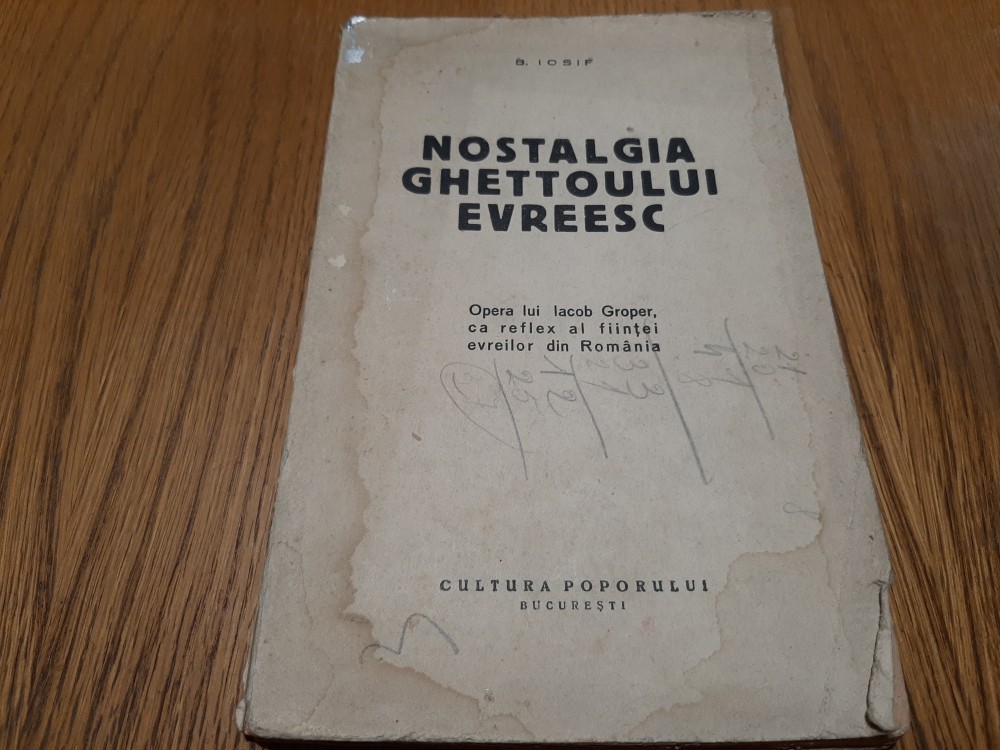 B. IOSIF
NOSTALGIA
GHETTOULUI
EVREESC
Opera lui Iacob Groper,
ca reflex al ființei
evreilor din România
CULTURA POPORULUI
BUCUREȘTI